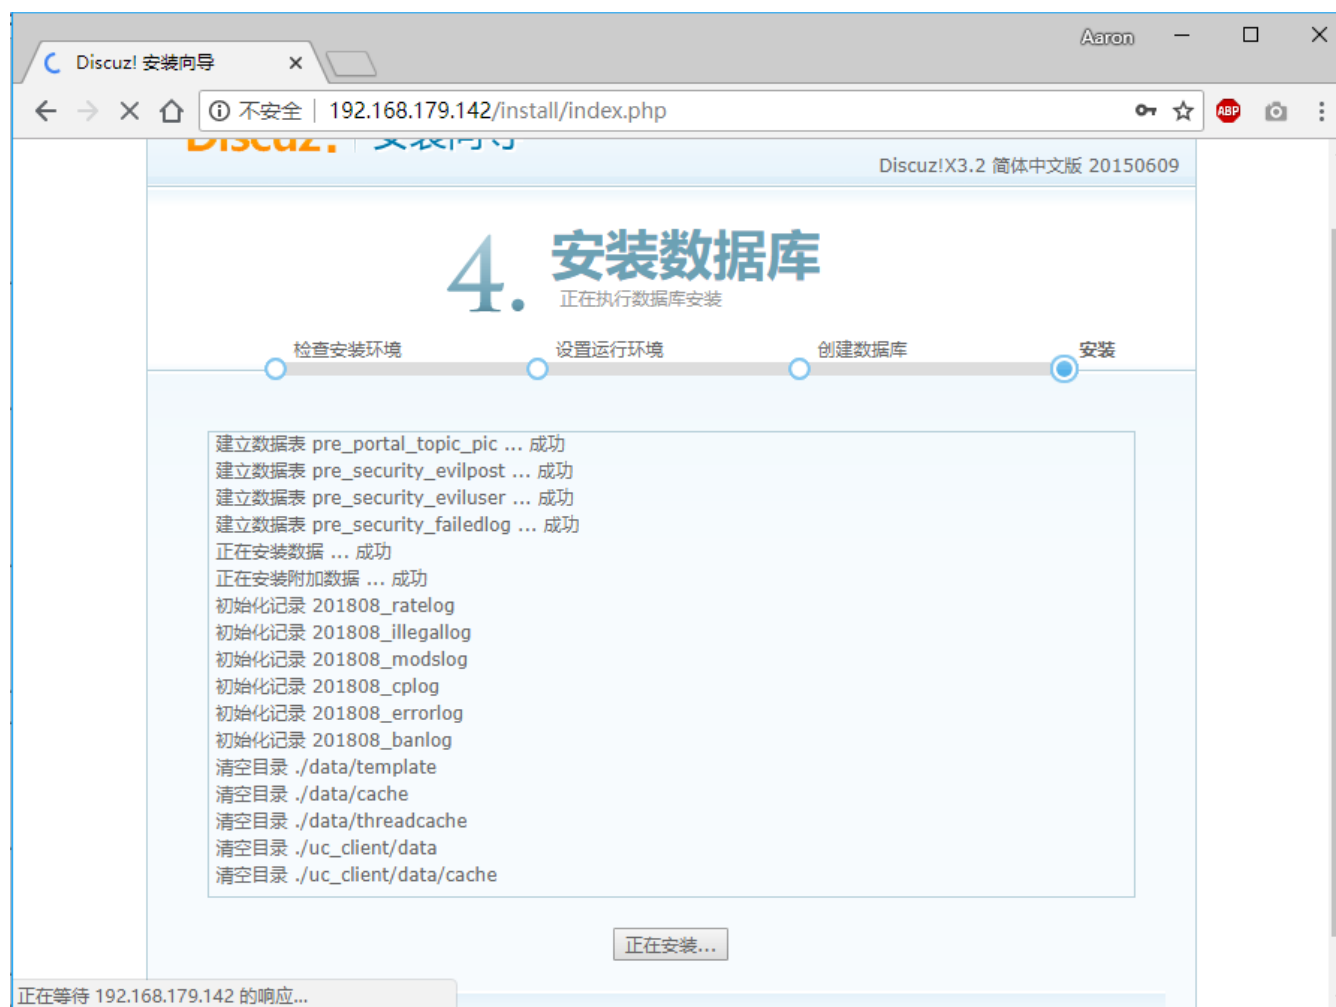 Aaron
Discuz! 安装向导
不安全 | 192.168.179.142/install/index.php
ABP
Discuz! 安装向导
Discuz!X3.2 简体中文版 20150609
4. 安装数据库
正在执行数据库安装
检查安装环境 设置运行环境 创建数据库 安装
建立数据表 pre_portal_topic_pic ... 成功
建立数据表 pre_security_evilpost ... 成功
建立数据表 pre_security_eviluser ... 成功
建立数据表 pre_security_failedlog ... 成功
正在安装数据 ... 成功
正在安装附加数据 ... 成功
初始化记录 201808_ratelog
初始化记录 201808_illegallog
初始化记录 201808_modslog
初始化记录 201808_cplog
初始化记录 201808_errorlog
初始化记录 201808_banlog
清空目录 ./data/template
清空目录 ./data/cache
清空目录 ./data/threadcache
清空目录 ./uc_client/data
清空目录 ./uc_client/data/cache
正在安装...
正在等待 192.168.179.142 的响应...